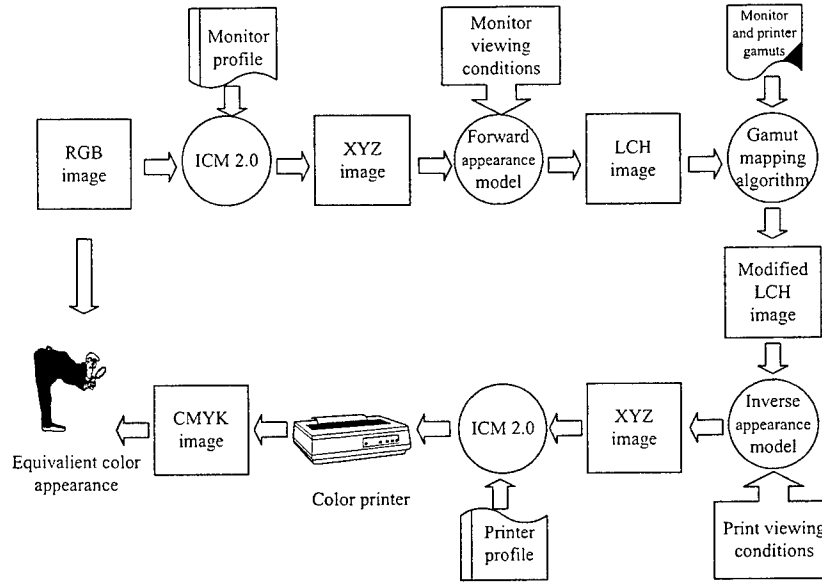 Monitor
profile
Monitor
viewing
conditions
Monitor
and printer
gamuts
RGB
image
ICM 2.0
XYZ
image
Forward
appearance
model
LCH
image
Gamut
mapping
algorithm
Modified
LCH
image
Inverse
appearance
model
Print viewing
conditions
XYZ
image
ICM 2.0
Printer
profile
Color printer
CMYK
image
Equivalient color
appearance